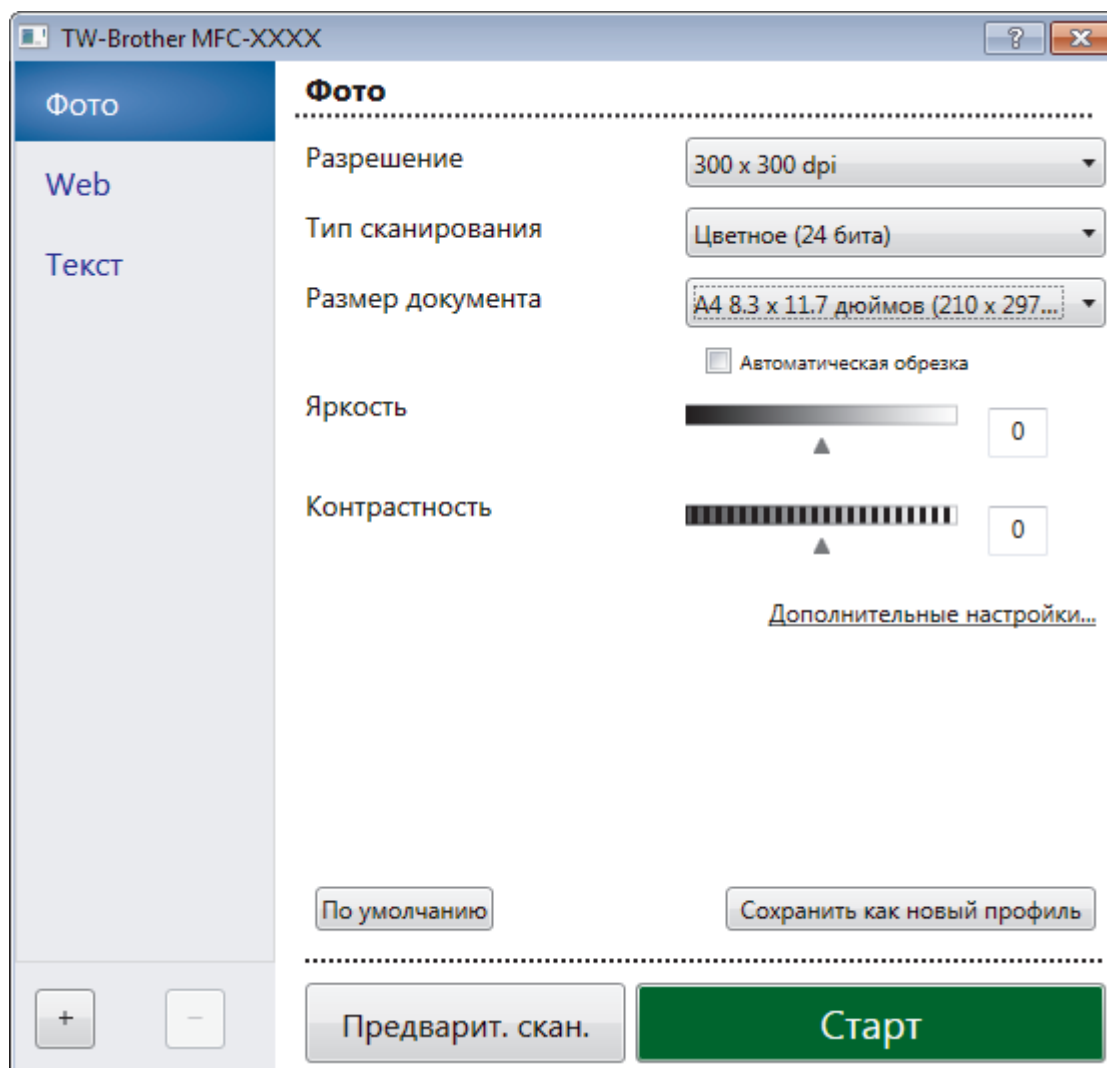 TW-Brother MFC-XXXX
Фото
Web
Текст
Фото
Разрешение
300 x 300 dpi
Тип сканирования
Цветное (24 бита)
Размер документа
A4 8.3 x 11.7 дюймов (210 x 297...
Автоматическая обрезка
Яркость
0
Контрастность
0
Дополнительные настройки...
По умолчанию
Сохранить как новый профиль
+
−
Предварит. скан.
Старт